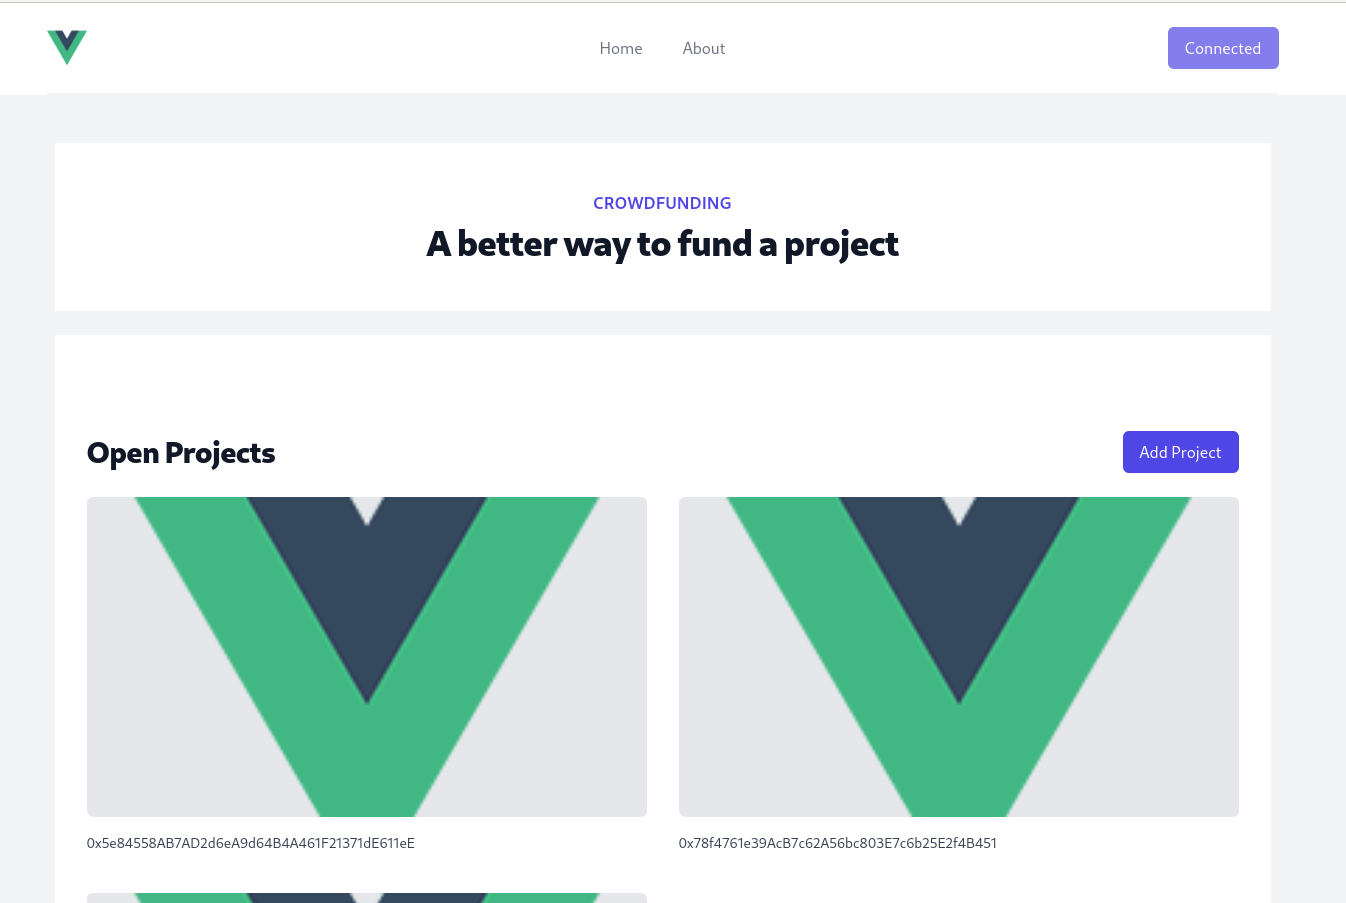 Home About Connected
CROWDFUNDING
A better way to fund a project
Open Projects Add Project
0x5e84558AB7AD2d6eA9d64B4A461F21371dE611eE 0x78f4761e39AcB7c62A56bc803E7c6b25E2f4B451